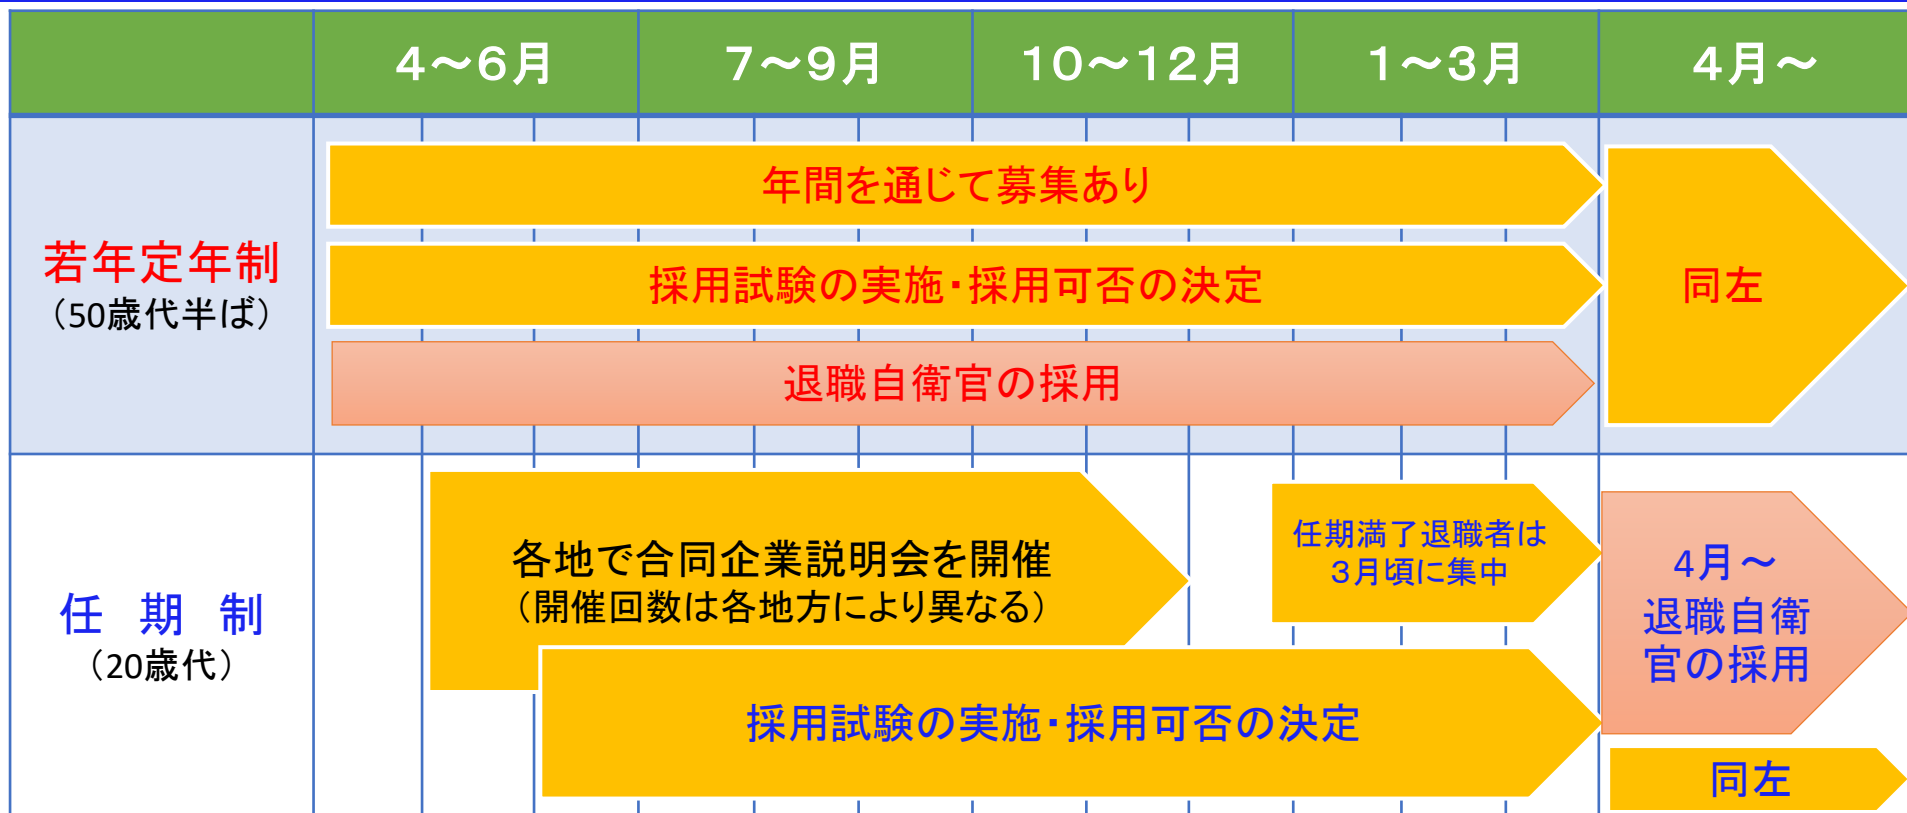 4～6月
7～9月
10～12月
1～3月
4月～
若年定年制
（50歳代半ば）
年間を通じて募集あり
採用試験の実施・採用可否の決定
退職自衛官の採用
同左
任　期　制
（20歳代）
各地で合同企業説明会を開催
（開催回数は各地方により異なる）
任期満了退職者は
3月頃に集中
4月～
退職自衛
官の採用
採用試験の実施・採用可否の決定
同左